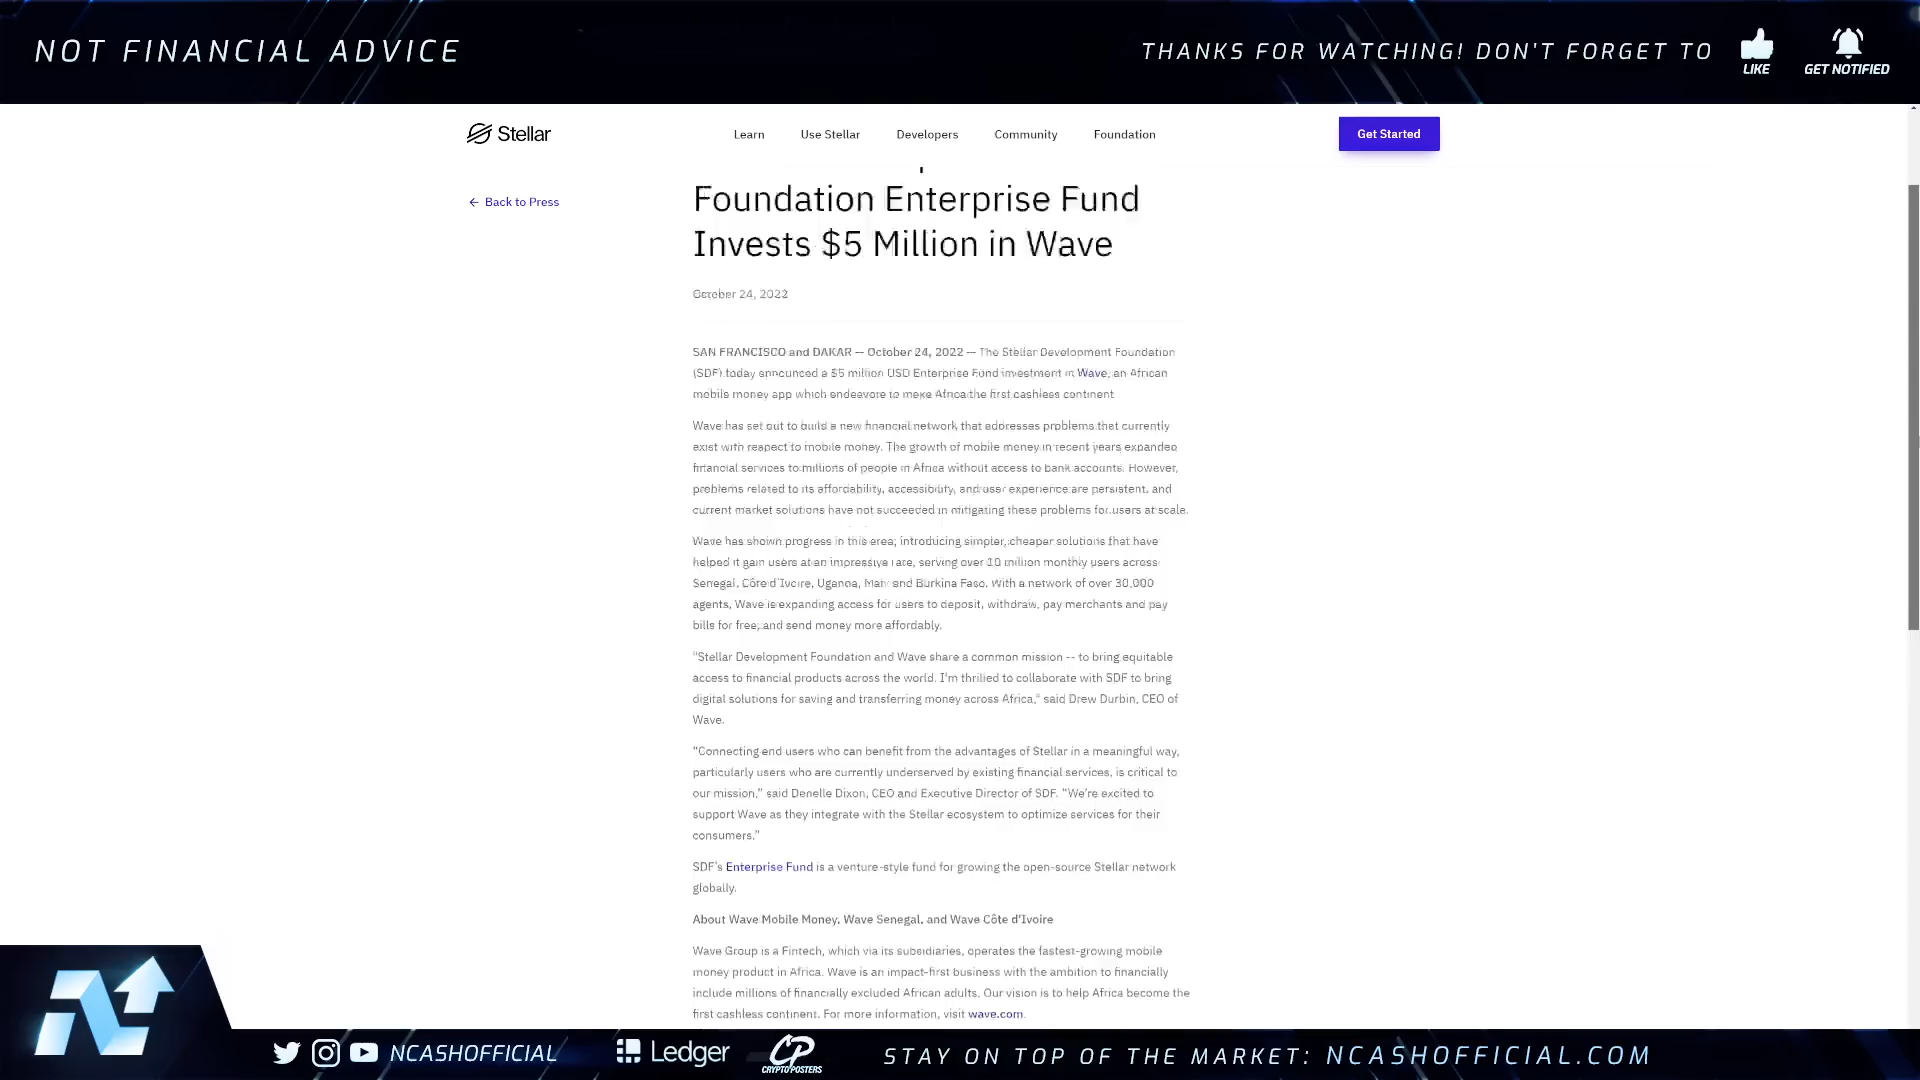 NOT FINANCIAL ADVICE
THANKS FOR WATCHING! DON'T FORGET TO
LIKE
GET NOTIFIED
Stellar
Learn
Use Stellar
Developers
Community
Foundation
Get Started
← Back to Press
Foundation Enterprise Fund
Invests $5 Million in Wave
October 24, 2022
SAN FRANCISCO and DAKAR -- October 24, 2022 -- The Stellar Development Foundation
(SDF) today announced a $5 million USD Enterprise Fund investment in Wave, an African
mobile money app which endeavors to make Africa the first cashless continent
Wave has set out to build a new financial network that addresses problems that currently
exist with respect to mobile money. The growth of mobile money in recent years expanded
financial services to millions of people in Africa without access to bank accounts. However,
problems related to its affordability, accessibility, and user experience are persistent, and
current market solutions have not succeeded in mitigating these problems for users at scale.
Wave has shown progress in this area; introducing simpler, cheaper solutions that have
helped it gain users at an impressive rate, serving over 10 million monthly users across
Senegal, Côte d'Ivoire, Uganda, Mali and Burkina Faso. With a network of over 30,000
agents, Wave is expanding access for users to deposit, withdraw, pay merchants and pay
bills for free, and send money more affordably.
"Stellar Development Foundation and Wave share a common mission -- to bring equitable
access to financial products across the world. I'm thrilled to collaborate with SDF to bring
digital solutions for saving and transferring money across Africa," said Drew Durbin, CEO of
Wave.
"Connecting end users who can benefit from the advantages of Stellar in a meaningful way,
particularly users who are currently underserved by existing financial services, is critical to
our mission," said Denelle Dixon, CEO and Executive Director of SDF. "We're excited to
support Wave as they integrate with the Stellar ecosystem to optimize services for their
consumers."
SDF's Enterprise Fund is a venture-style fund for growing the open-source Stellar network
globally.
About Wave Mobile Money, Wave Senegal, and Wave Côte d'Ivoire
Wave Group is a Fintech, which via its subsidiaries, operates the fastest-growing mobile
money product in Africa. Wave is an impact-first business with the ambition to financially
include millions of financially excluded African adults. Our vision is to help Africa become the
first cashless continent. For more information, visit wave.com.
NCASHOFFICIAL
Ledger
CP
CRYPTO POSTERS
STAY ON TOP OF THE MARKET: NCASHOFFICIAL.COM